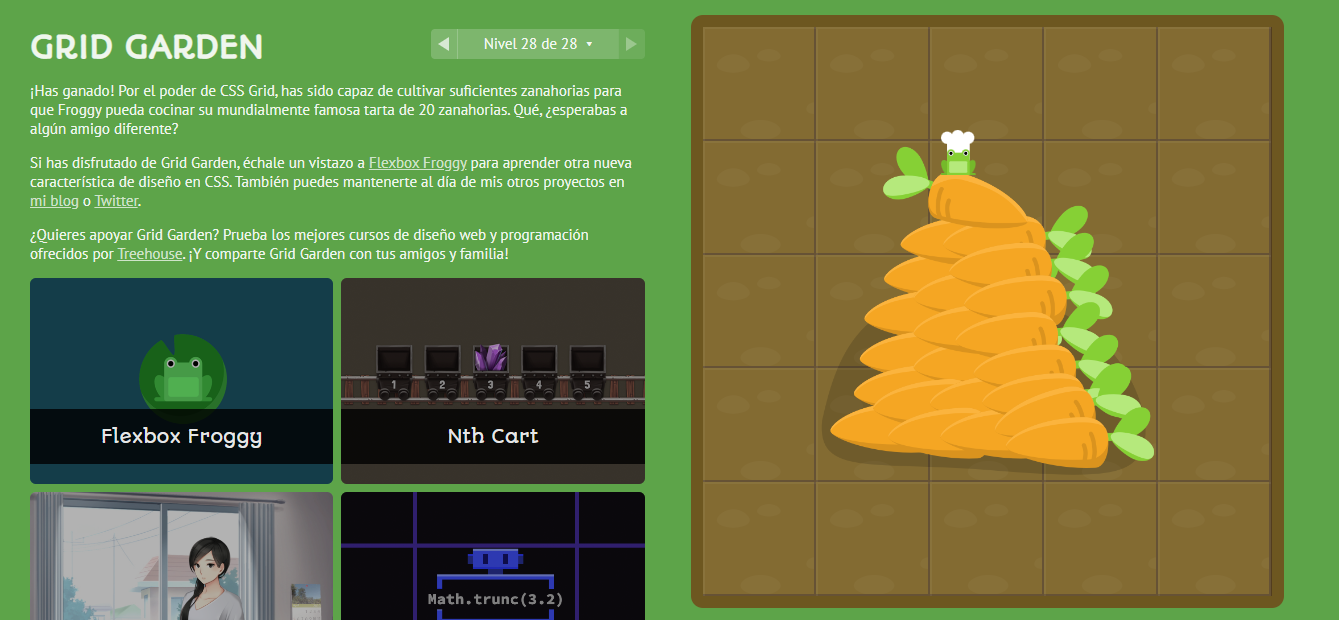 GRID GARDEN
Nivel 28 de 28
¡Has ganado! Por el poder de CSS Grid, has sido capaz de cultivar suficientes zanahorias para
que Froggy pueda cocinar su mundialmente famosa tarta de 20 zanahorias. Qué, ¿esperabas a
algún amigo diferente?
Si has disfrutado de Grid Garden, échale un vistazo a Flexbox Froggy para aprender otra nueva
característica de diseño en CSS. También puedes mantenerte al día de mis otros proyectos en
mi blog o Twitter.
¿Quieres apoyar Grid Garden? Prueba los mejores cursos de diseño web y programación
ofrecidos por Treehouse. ¡Y comparte Grid Garden con tus amigos y familia!
1 2 3 4 5
Flexbox Froggy
Nth Cart
Math.trunc(3.2)